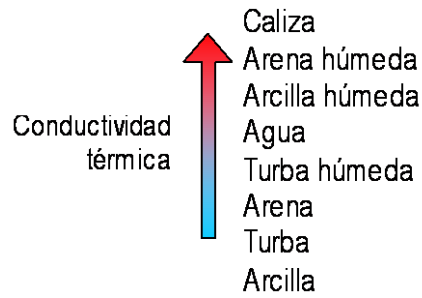 Caliza
Arena húmeda
Arcilla húmeda
Conductividad
térmica
Agua
Turba húmeda
Arena
Turba
Arcilla